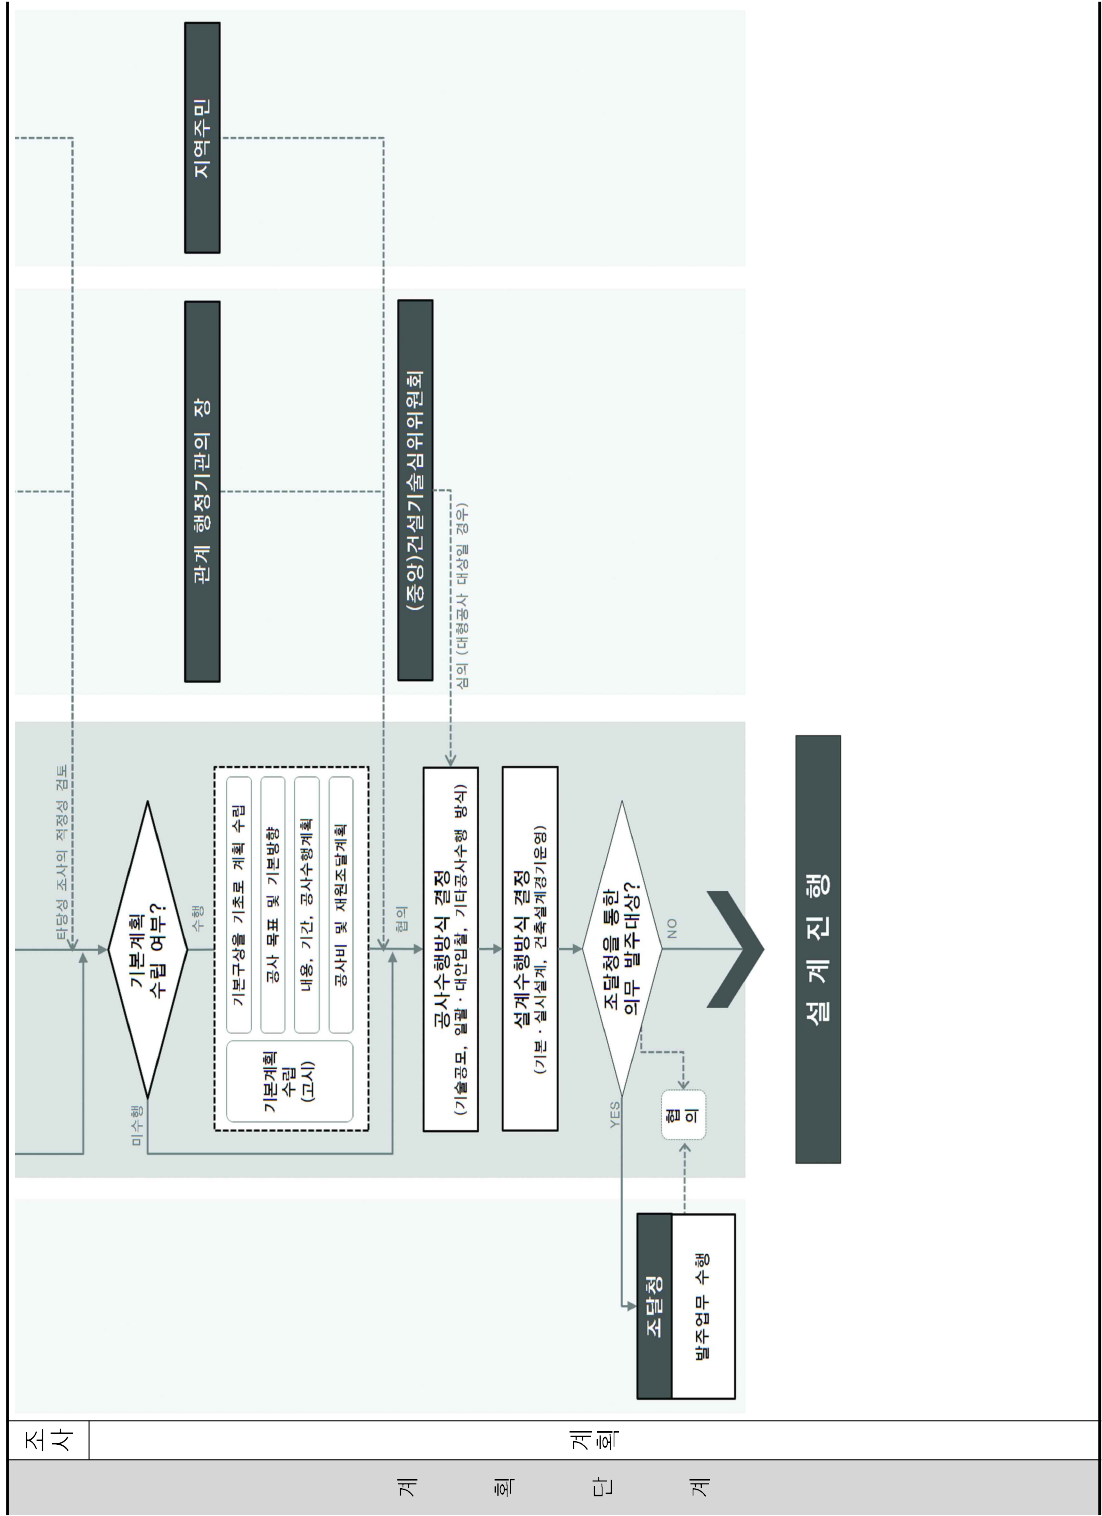 계 획 단 계
조
사
계
획
타당성 조사의 적정성 검토
기본계획
수립 여부?
미수행
수행
지역주민
관계 행정기관의 장
기본계획
수립
(고시)
기본구상을 기초로 계획 수립
공사 목표 및 기본방향
내용, 기간, 공사수행계획
공사비 및 재원조달계획
협의
(중앙)건설기술심위위원회
심의 (대형공사 대상일 경우)
공사수행방식 결정
(기술공모, 일괄 · 대안입찰, 기타공사수행 방식)
설계수행방식 결정
(기본 · 실시설계, 건축설계경기운영)
조달청을 통한
의무 발주대상?
YES
NO
협
의
조달청
발주업무 수행
설 계 진 행